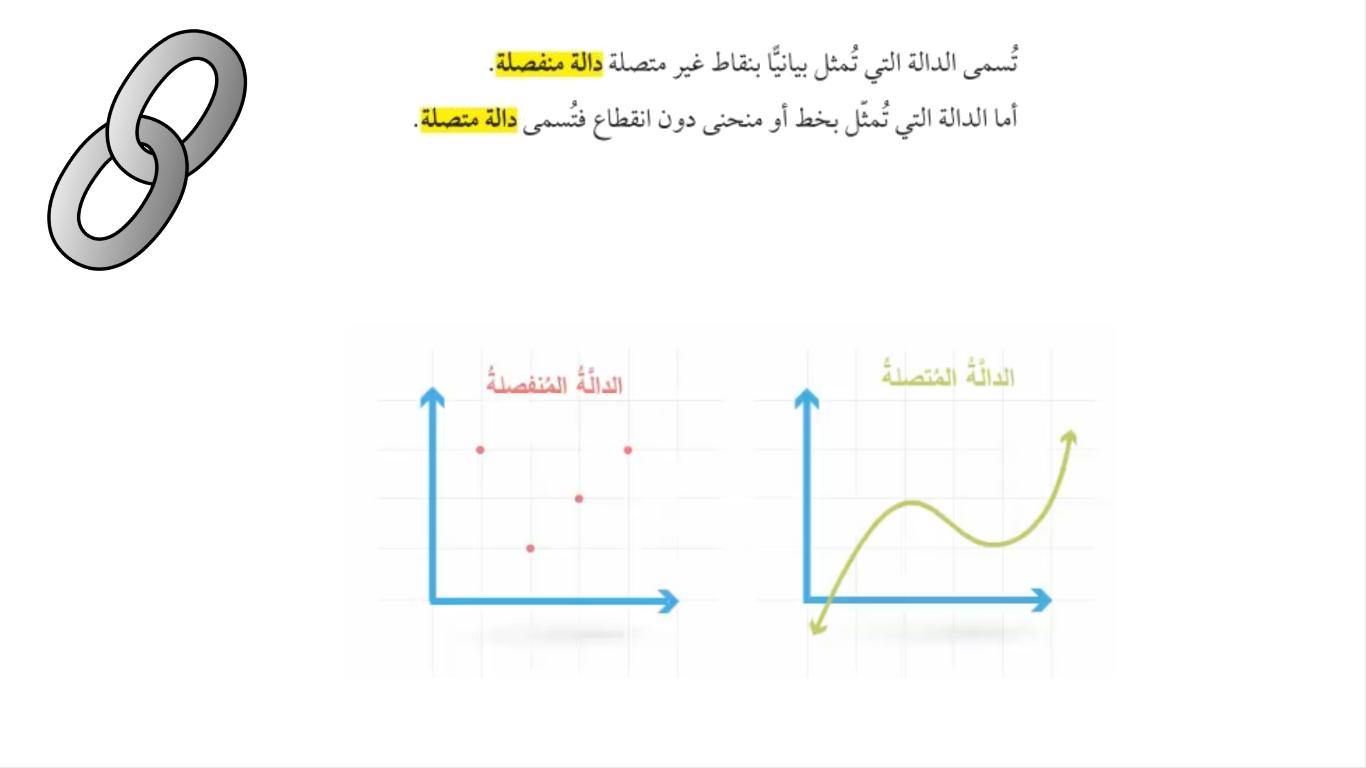 تُسمى الدالة التي تُمثل بيانيًّا بنقاط غير متصلة دالة منفصلة.
أما الدالة التي تُمثّل بخط أو منحنى دون انقطاع فتُسمى دالة متصلة.
الدالَّةُ المُتصلةُ
الدالَّةُ المُنفصلةُ